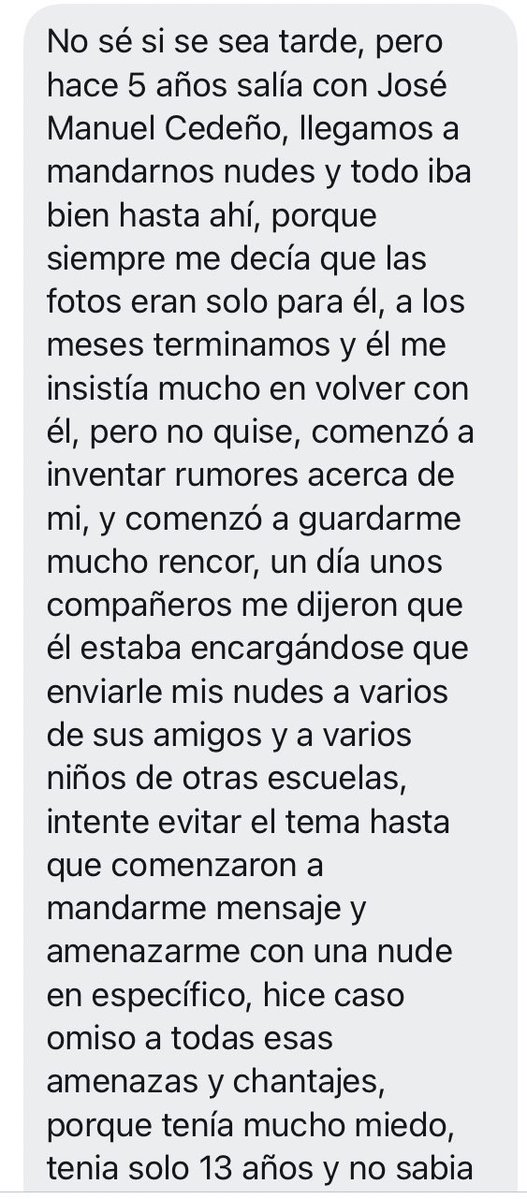 No sé si se sea tarde, pero
hace 5 años salía con José
Manuel Cedeño, llegamos a
mandarnos nudes y todo iba
bien hasta ahí, porque
siempre me decía que las
fotos eran solo para él, a los
meses terminamos y él me
insistía mucho en volver con
él, pero no quise, comenzó a
inventar rumores acerca de
mi, y comenzó a guardarme
mucho rencor, un día unos
compañeros me dijeron que
él estaba encargándose que
enviarle mis nudes a varios
de sus amigos y a varios
niños de otras escuelas,
intente evitar el tema hasta
que comenzaron a
mandarme mensaje y
amenazarme con una nude
en específico, hice caso
omiso a todas esas
amenazas y chantajes,
porque tenía mucho miedo,
tenia solo 13 años y no sabia